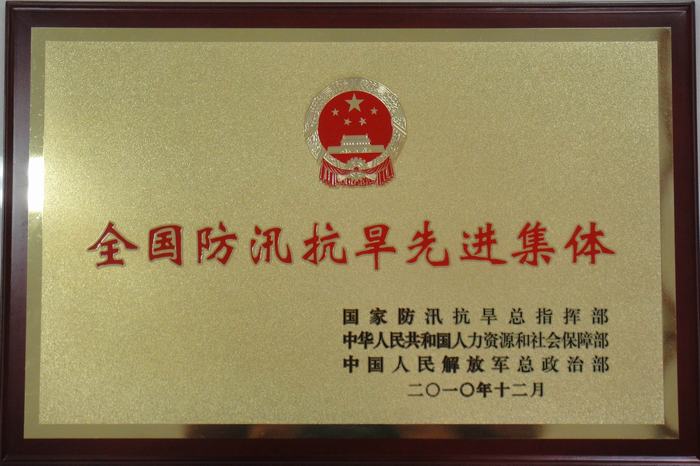 全国防汛抗旱先进集体
国家防汛抗旱总指挥部
中华人民共和国人力资源和社会保障部
中国人民解放军总政治部
二〇一〇年十二月